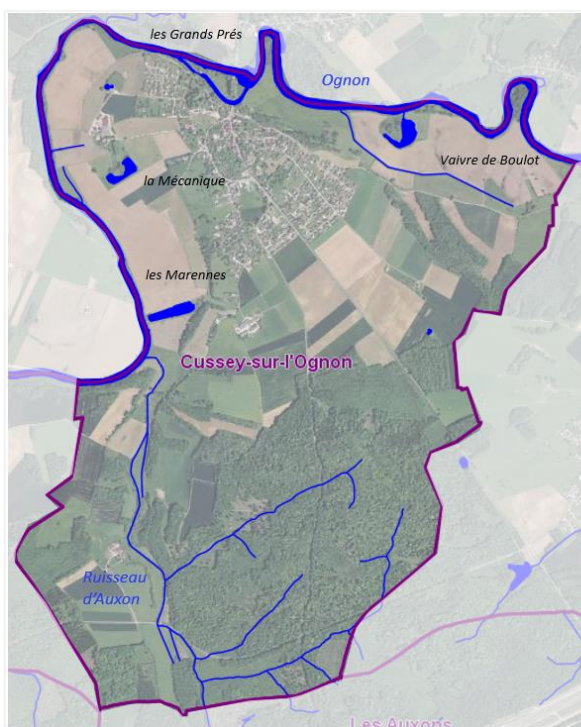 les Grands Prés
Ognon
Vaivre de Boulot
la Mécanique
les Marennes
Cussey-sur-l'Ognon
Ruisseau
d'Auxon
Les Auxons